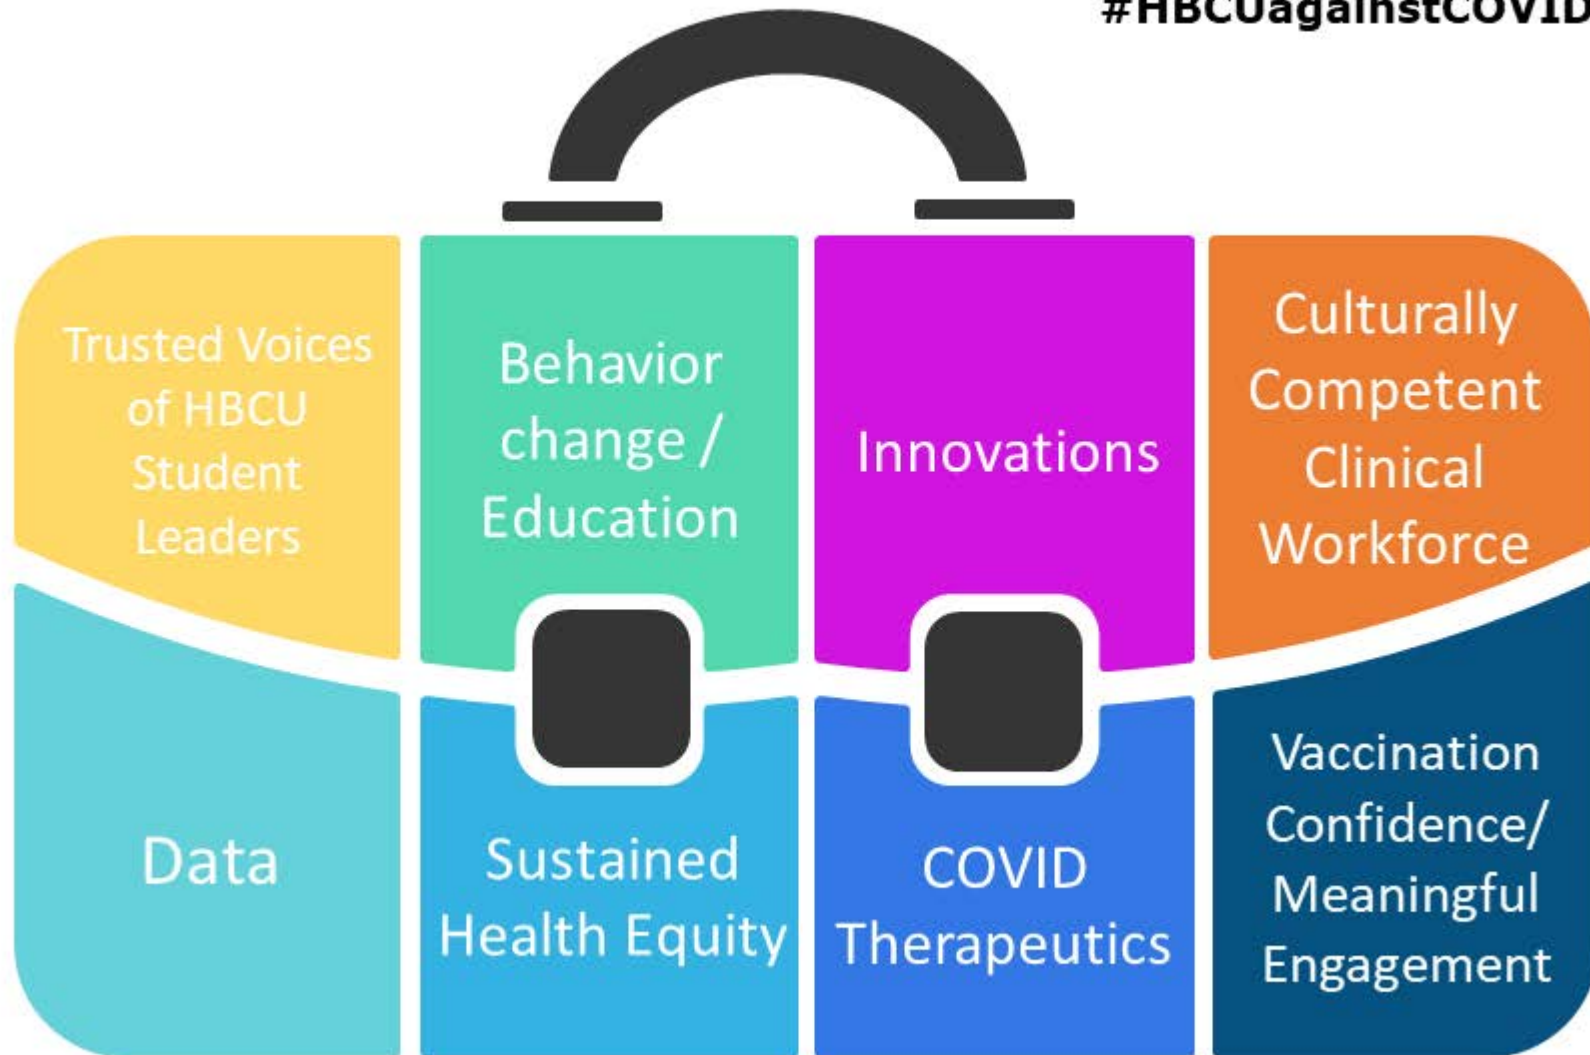 #HBCUagainstCOVID
Trusted Voices
of HBCU
Student
Leaders
Behavior
change /
Education
Innovations
Culturally
Competent
Clinical
Workforce
Data
Sustained
Health Equity
COVID
Therapeutics
Vaccination
Confidence/
Meaningful
Engagement